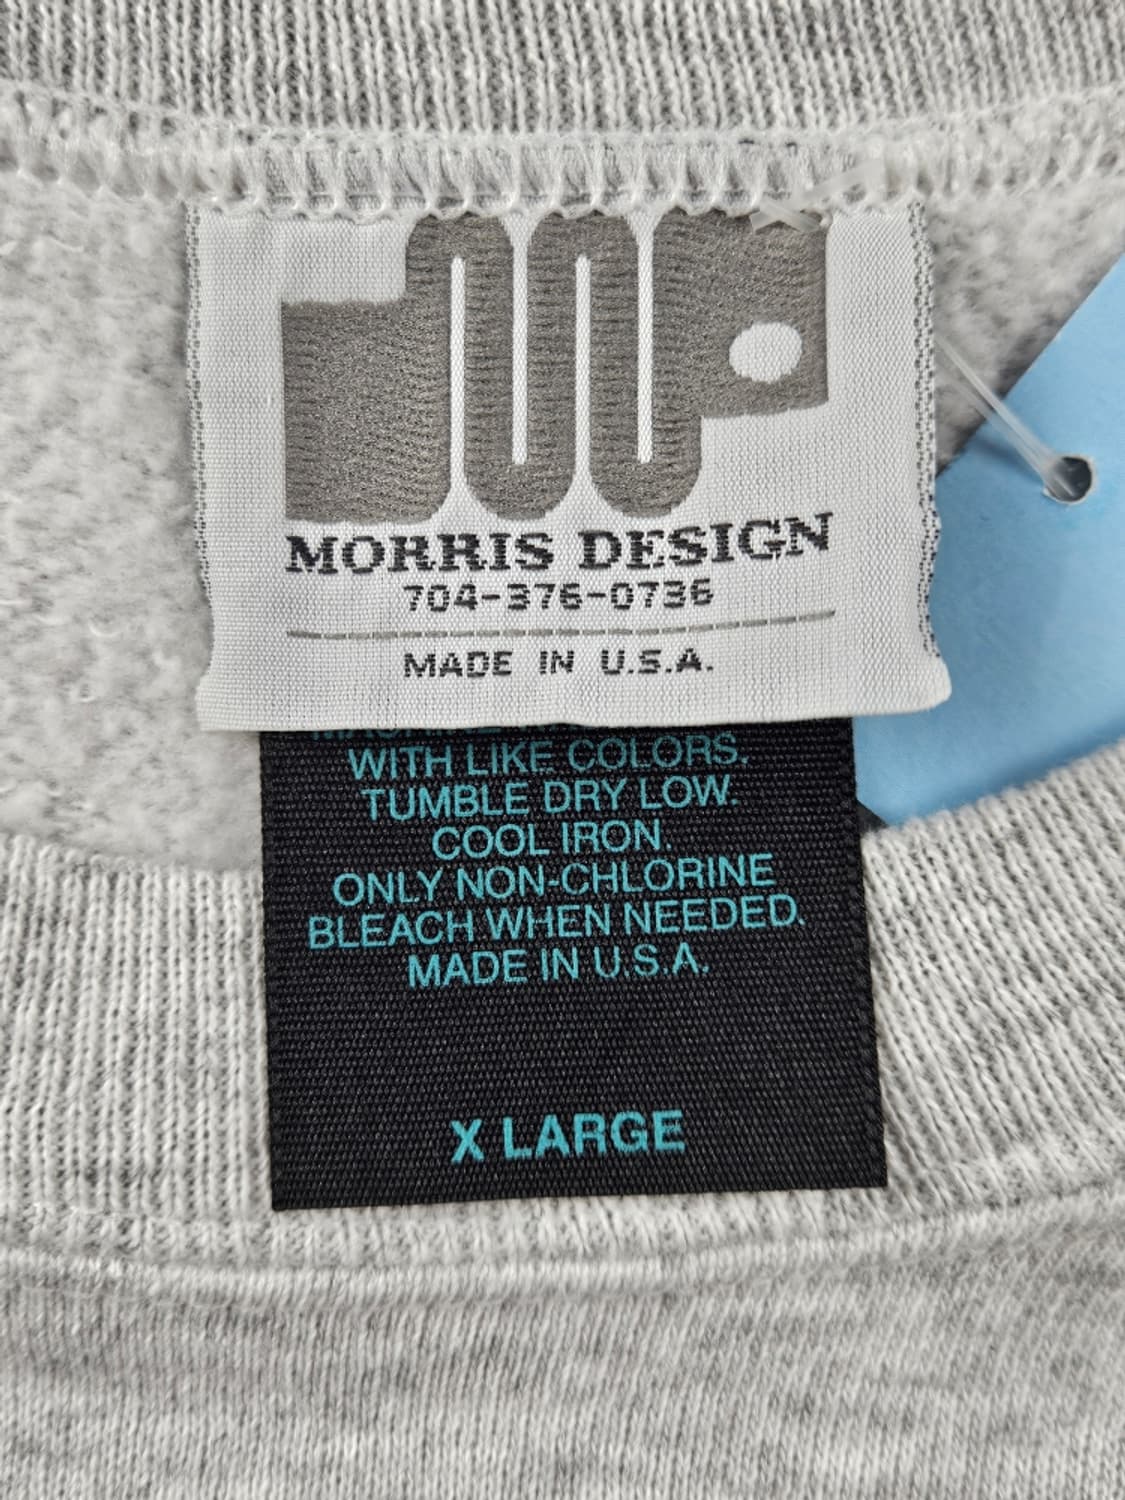 MORRIS DESIGN
704-376-0736
MADE IN U.S.A.
WITH LIKE COLORS.
TUMBLE DRY LOW.
COOL IRON.
ONLY NON-CHLORINE
BLEACH WHEN NEEDED.
MADE IN U.S.A.
X LARGE